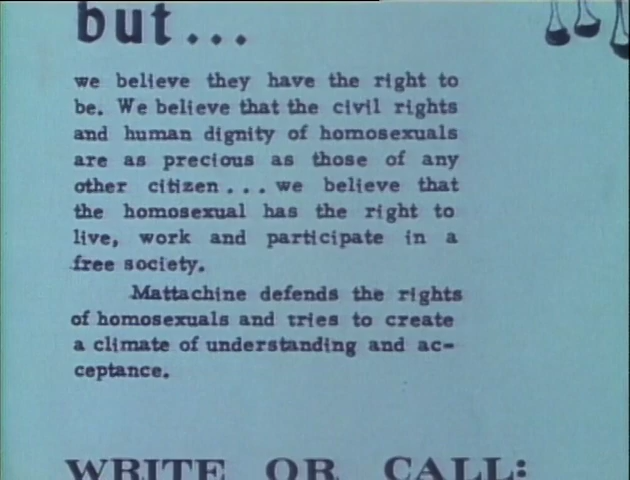 but...
we believe they have the right to
be. We believe that the civil rights
and human dignity of homosexuals
are as precious as those of any
other citizen... we believe that
the homosexual has the right to
live, work and participate in a
free society.
Mattachine defends the rights
of homosexuals and tries to create
a climate of understanding and ac-
ceptance.
WRITE OR CALL: